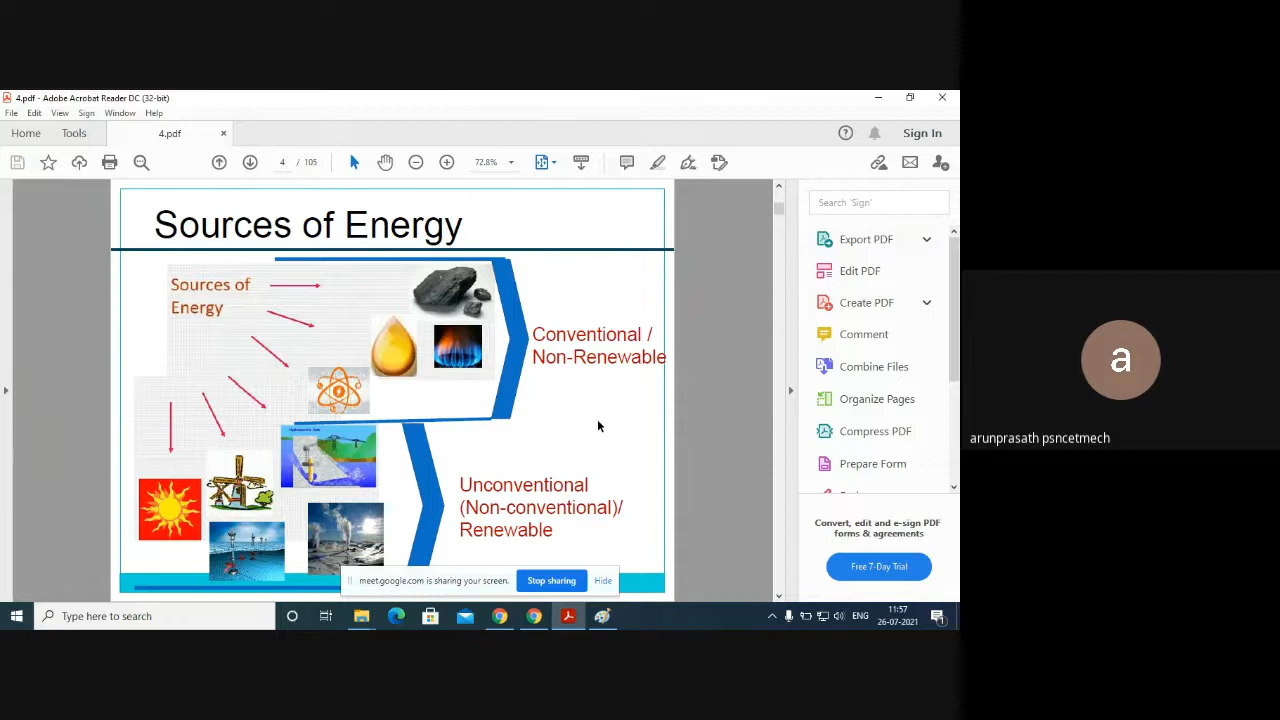 4.pdf - Adobe Acrobat Reader DC (32-bit)
File Edit View Sign Window Help
Home Tools 4.pdf × Sign In
4 / 105 72.8%
Sources of Energy
Sources of
Energy
Conventional /
Non-Renewable
Unconventional
(Non-conventional)/
Renewable
Search 'Sign'
Export PDF
Edit PDF
Create PDF
Comment
Combine Files
Organize Pages
Compress PDF
Prepare Form
Convert, edit and e-sign PDF
forms & agreements
Free 7-Day Trial
meet.google.com is sharing your screen. Stop sharing Hide
Type here to search
ENG
11:57
26-07-2021
1
a
arunprasath psncetmech